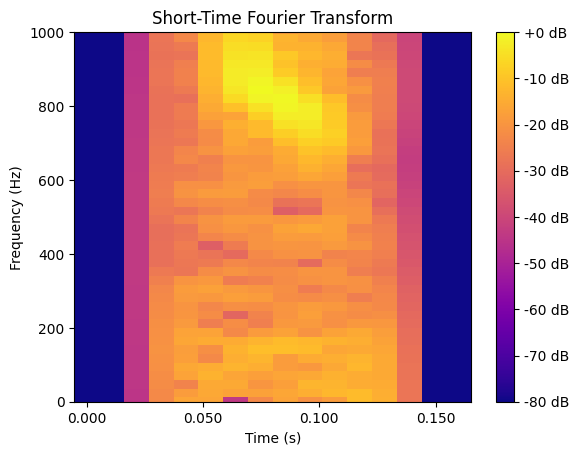 Short-Time Fourier Transform
1000
800
600
400
200
0
Frequency (Hz)
0.000
0.050
0.100
0.150
Time (s)
+0 dB
-10 dB
-20 dB
-30 dB
-40 dB
-50 dB
-60 dB
-70 dB
-80 dB